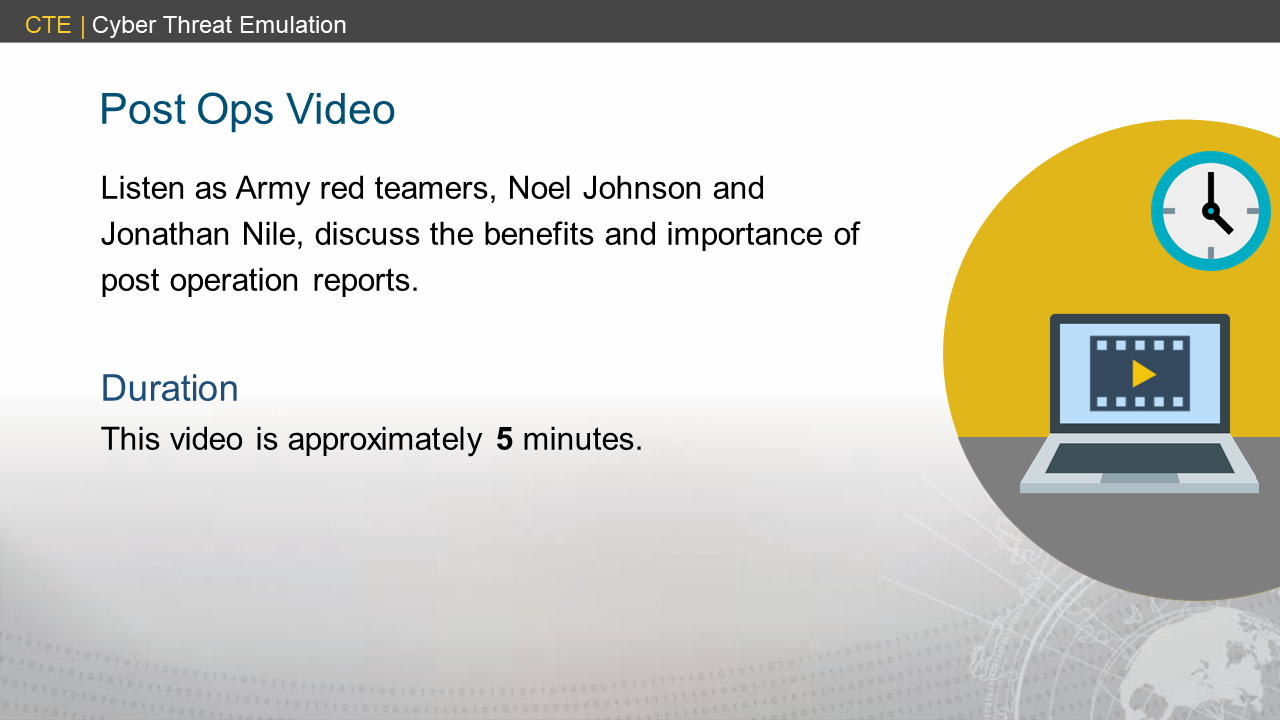 CTE | Cyber Threat Emulation
Post Ops Video
Listen as Army red teamers, Noel Johnson and
Jonathan Nile, discuss the benefits and importance of
post operation reports.
Duration
This video is approximately 5 minutes.